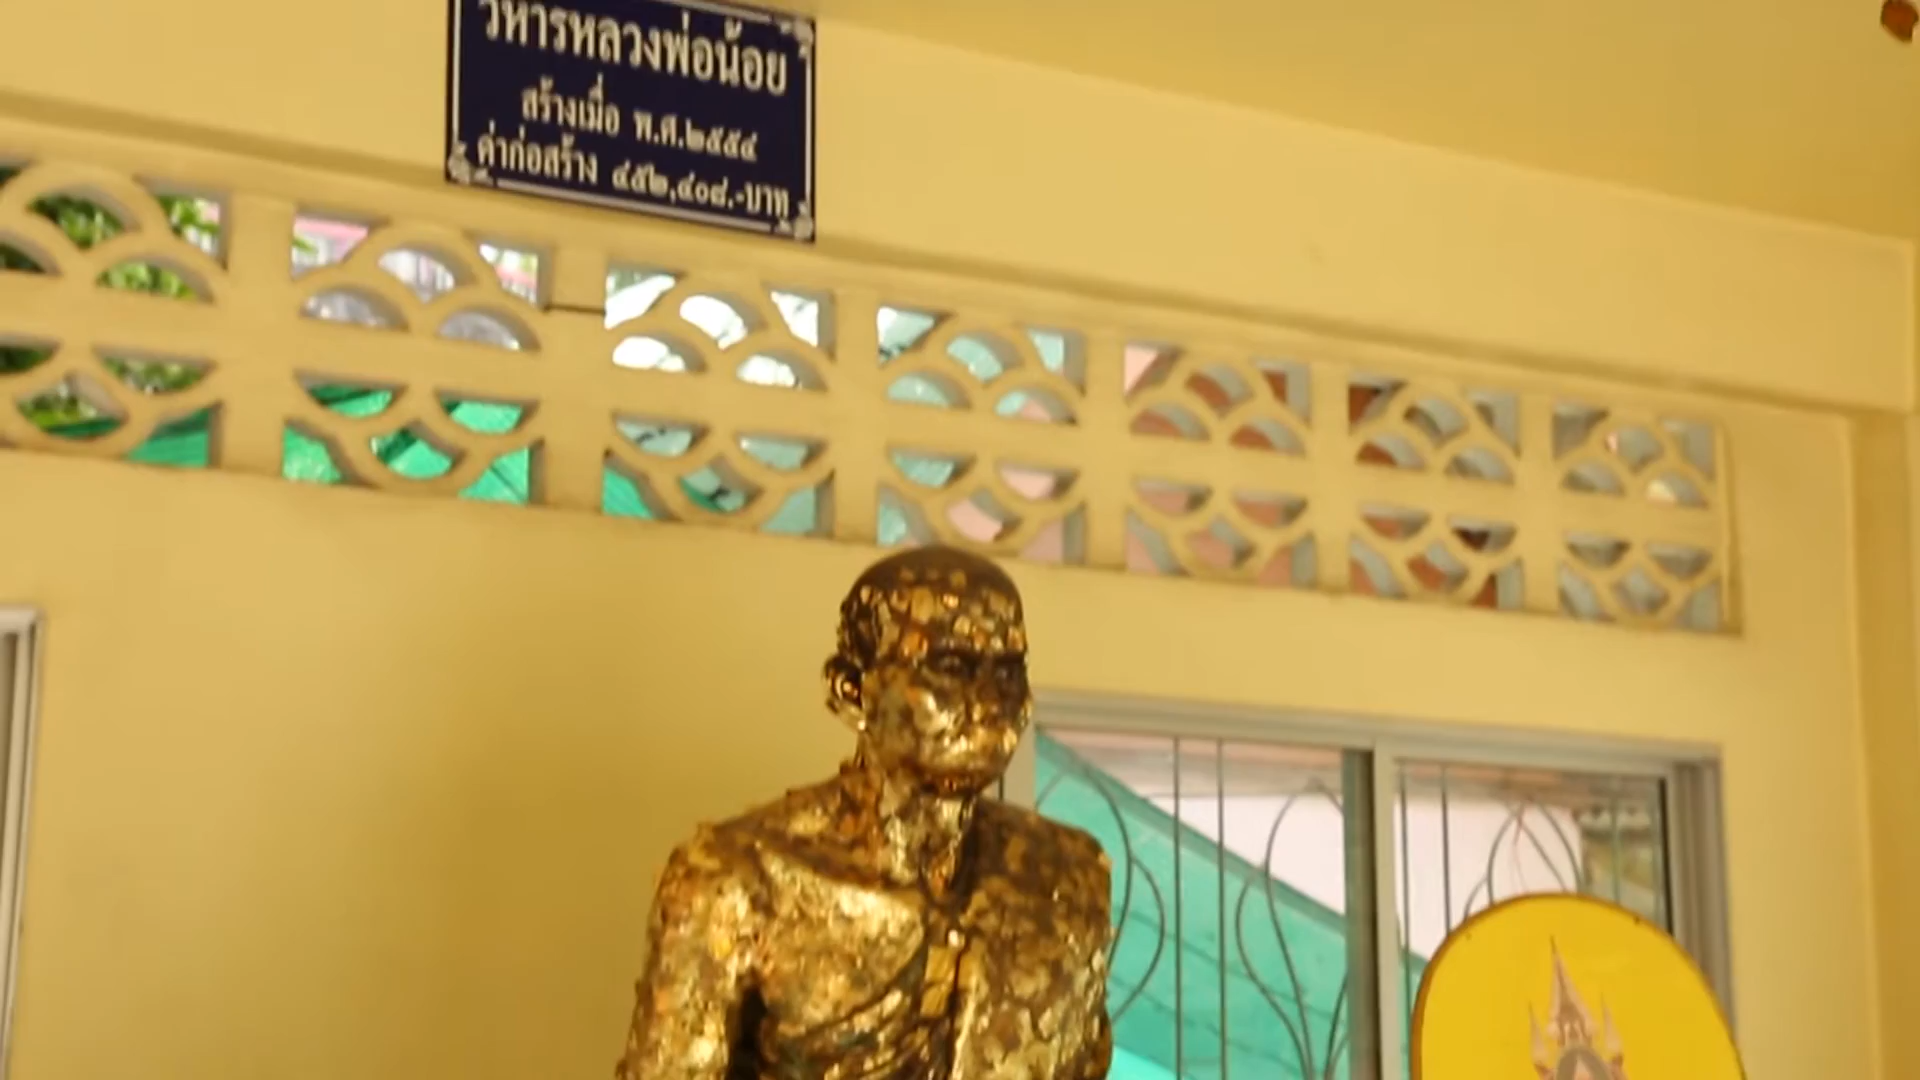 วิหารหลวงพ่อน้อย
สร้างเมื่อ พ.ศ.๒๕๕๔
ค่าก่อสร้าง ๔๕๒,๔๐๘.-บาท